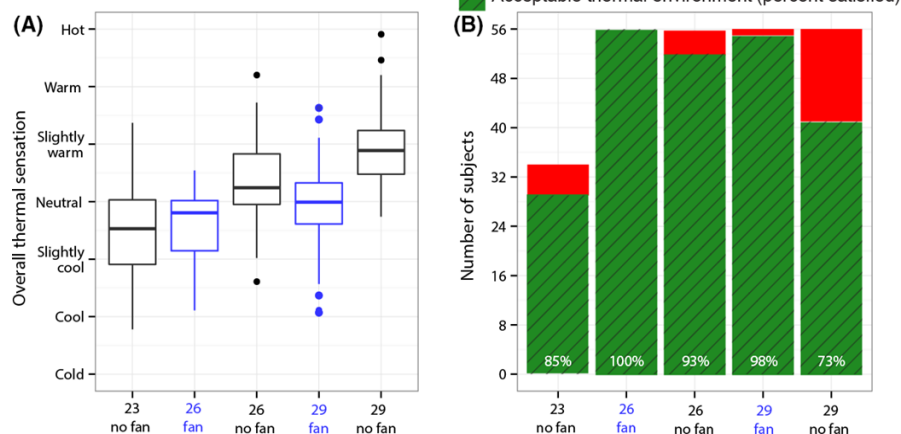 Acceptable thermal environment (percent satisfied)
(A)
Overall thermal sensation
Hot
Warm
Slightly
warm
Neutral
Slightly
cool
Cool
Cold
23
no fan
26
fan
26
no fan
29
fan
29
no fan
(B)
Number of subjects
56
48
40
32
24
16
8
0
85%
100%
93%
98%
73%
23
no fan
26
fan
26
no fan
29
fan
29
no fan